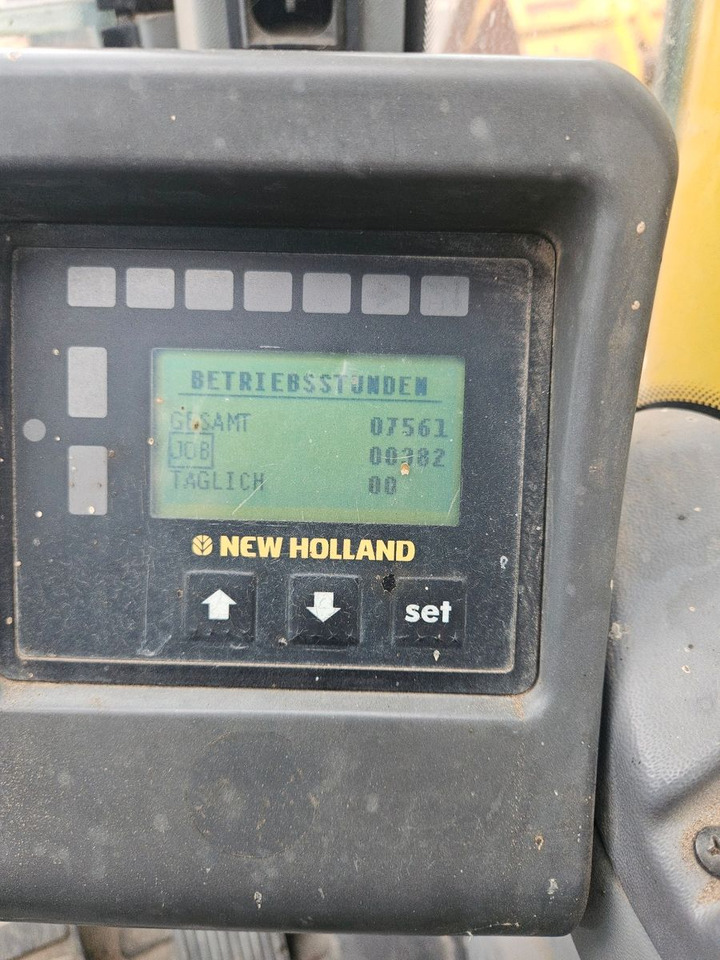 BETRIEBSSTUNDEN
GESAMT 07561
JOB 00382
TAGLICH 00
NEW HOLLAND
set